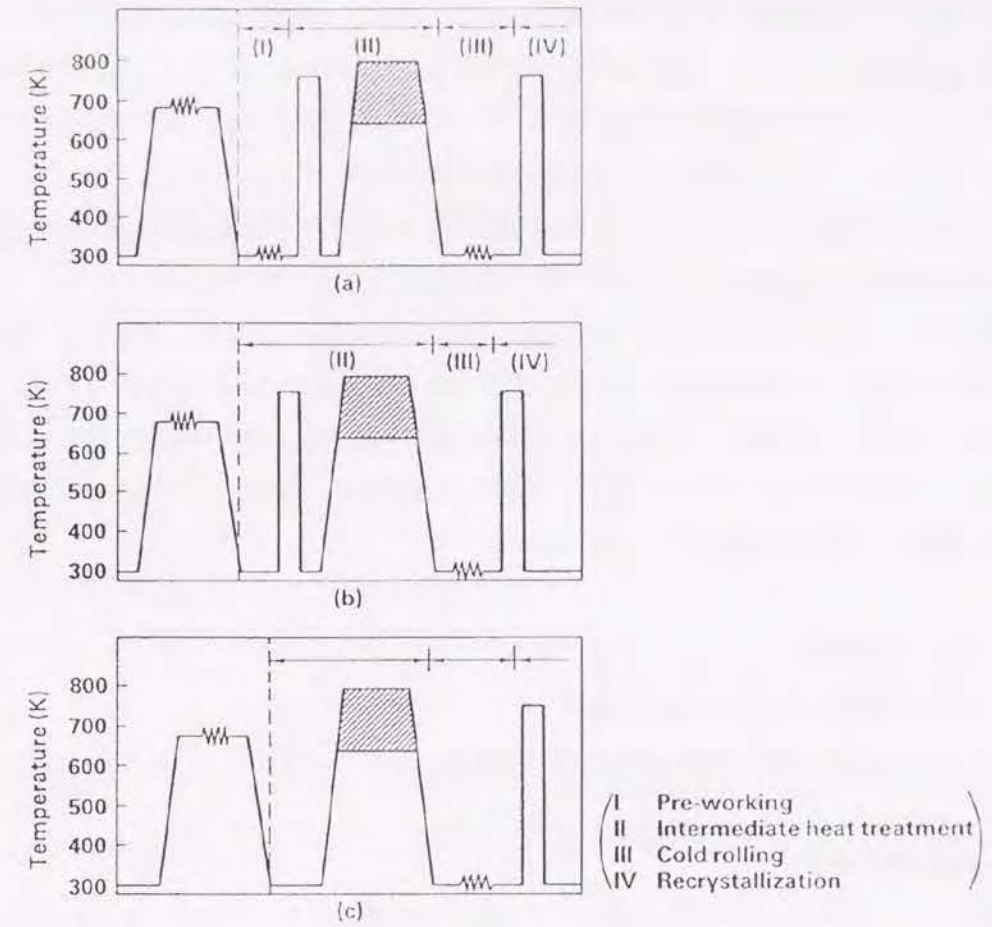 (I) (II) (III) (IV)
Temperature (K)
800
700
600
500
400
300
(a)
(II) (III) (IV)
Temperature (K)
800
700
600
500
400
300
(b)
Temperature (K)
800
700
600
500
400
300
(c)
I Pre-working
II Intermediate heat treatment
III Cold rolling
IV Recrystallization